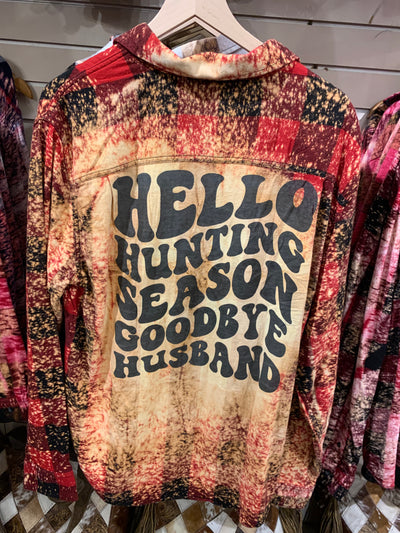 HELLO
HUNTING
SEASON
GOODBYE
HUSBAND